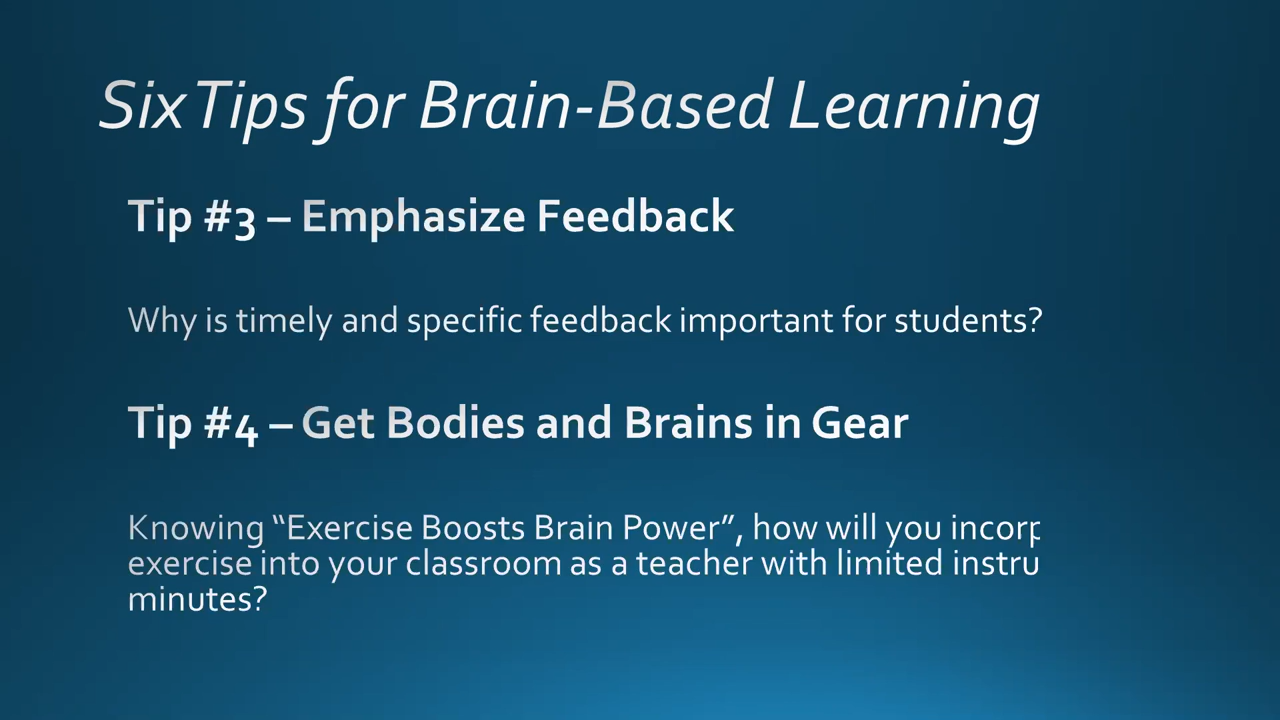 Six Tips for Brain-Based Learning
Tip #3 – Emphasize Feedback
Why is timely and specific feedback important for students?
Tip #4 – Get Bodies and Brains in Gear
Knowing “Exercise Boosts Brain Power”, how will you
exercise into your classroom as a teacher with limited
minutes?